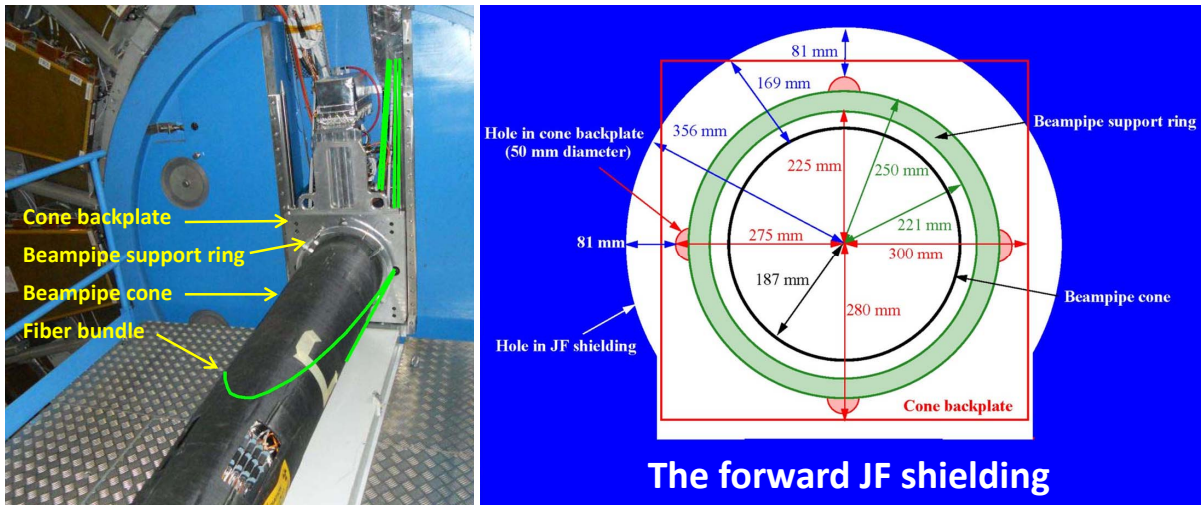 Cone backplate
Beampipe support ring
Beampipe cone
Fiber bundle
81 mm
169 mm
Hole in cone backplate
(50 mm diameter)
356 mm
Beampipe support ring
225 mm
250 mm
221 mm
81 mm
275 mm
300 mm
187 mm
280 mm
Beampipe cone
Hole in JF shielding
Cone backplate
The forward JF shielding